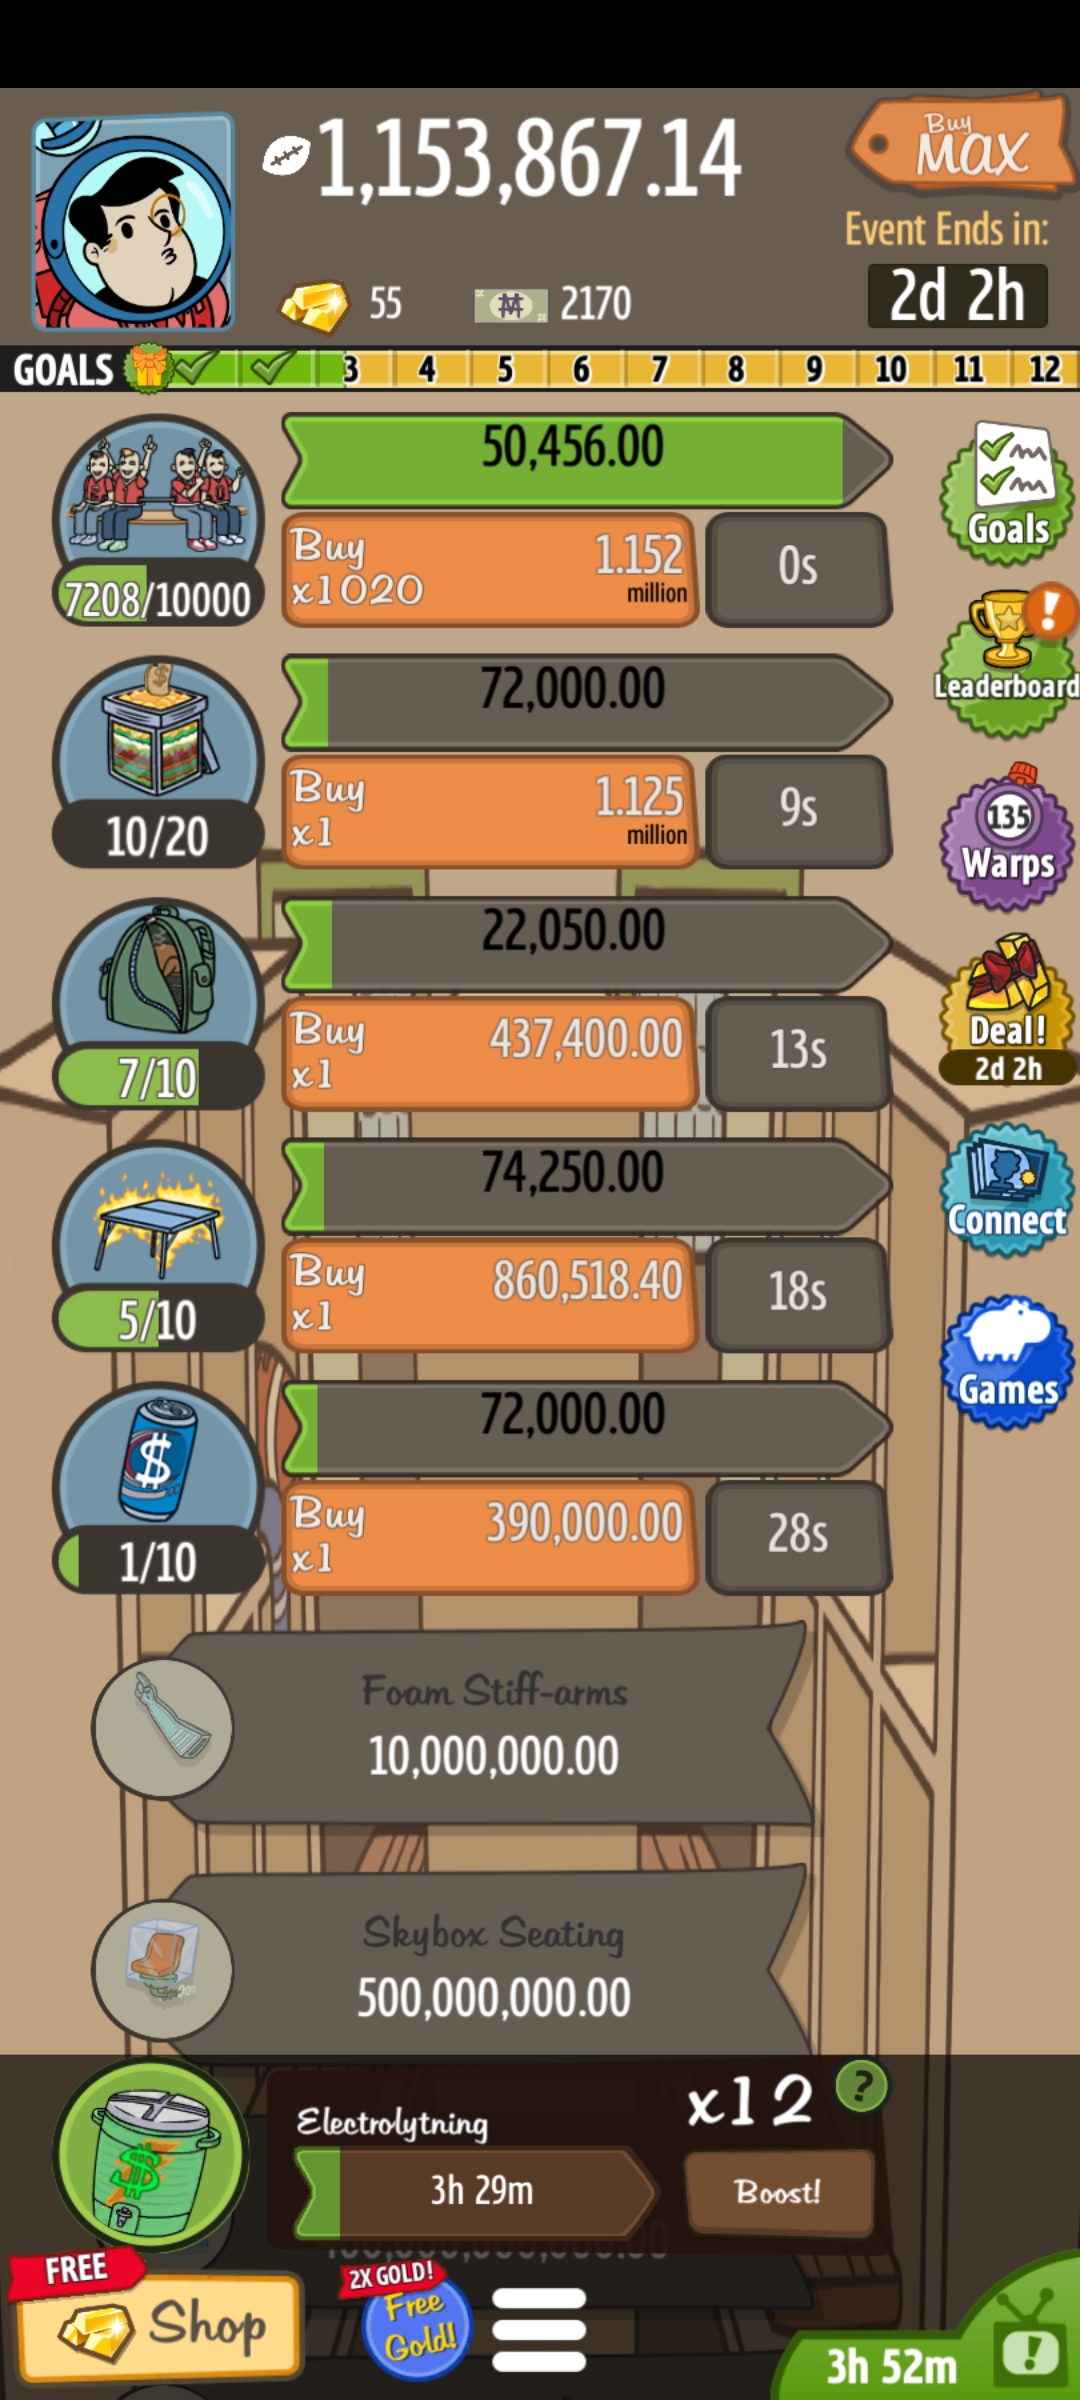 1,153,867.14
Buy
MAX
Event Ends in:
2d 2h
55
2170
GOALS 3 4 5 6 7 8 9 10 11 12
50,456.00
Buy
x1020
1.152
million
0s
7208/10000
Goals
72,000.00
Buy
x1
1.125
million
9s
10/20
Leaderboard
22,050.00
Buy
x1
437,400.00
13s
7/10
135
Warps
74,250.00
Buy
x1
860,518.40
18s
5/10
Deal!
2d 2h
72,000.00
Buy
x1
390,000.00
28s
1/10
Connect
Games
Foam Stiff-arms
10,000,000.00
Skybox Seating
500,000,000.00
Electrolytning
3h 29m
x12
?
Boost!
FREE
Shop
2X GOLD!
Free
Gold!
3h 52m